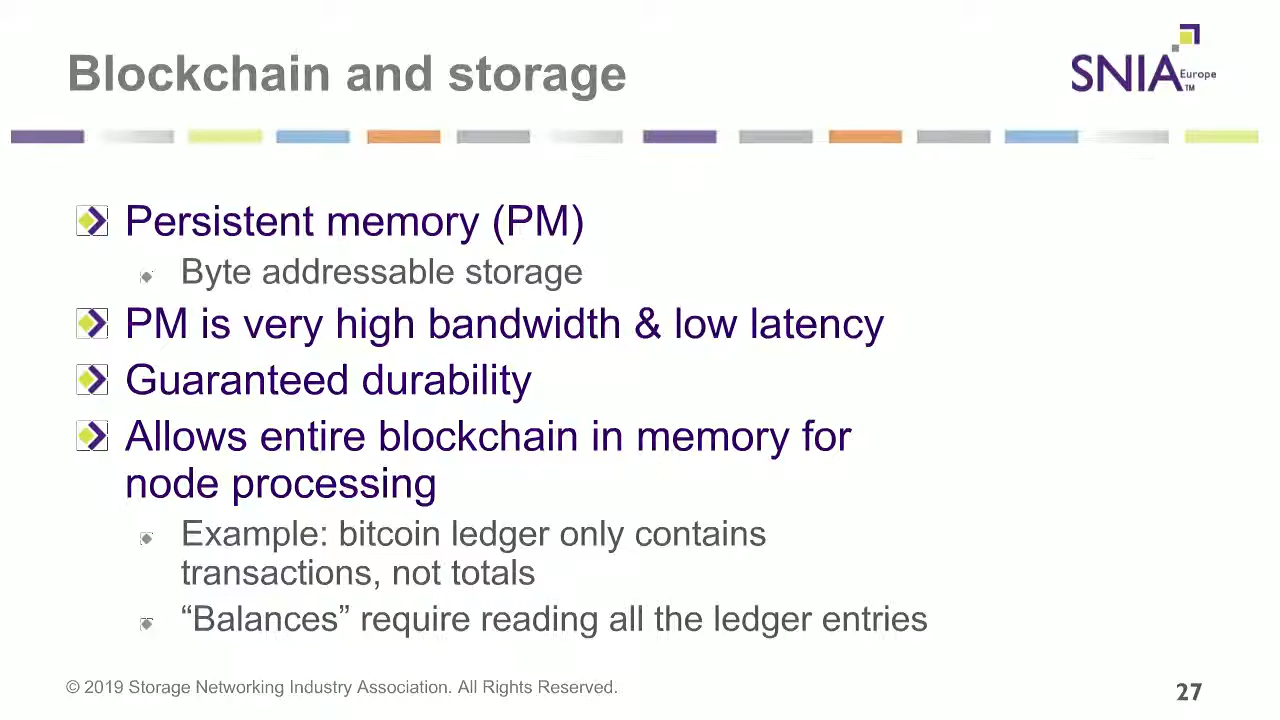 Blockchain and storage
SNIA Europe
TM
Persistent memory (PM)
Byte addressable storage
PM is very high bandwidth & low latency
Guaranteed durability
Allows entire blockchain in memory for
node processing
Example: bitcoin ledger only contains
transactions, not totals
“Balances” require reading all the ledger entries
© 2019 Storage Networking Industry Association. All Rights Reserved.
27